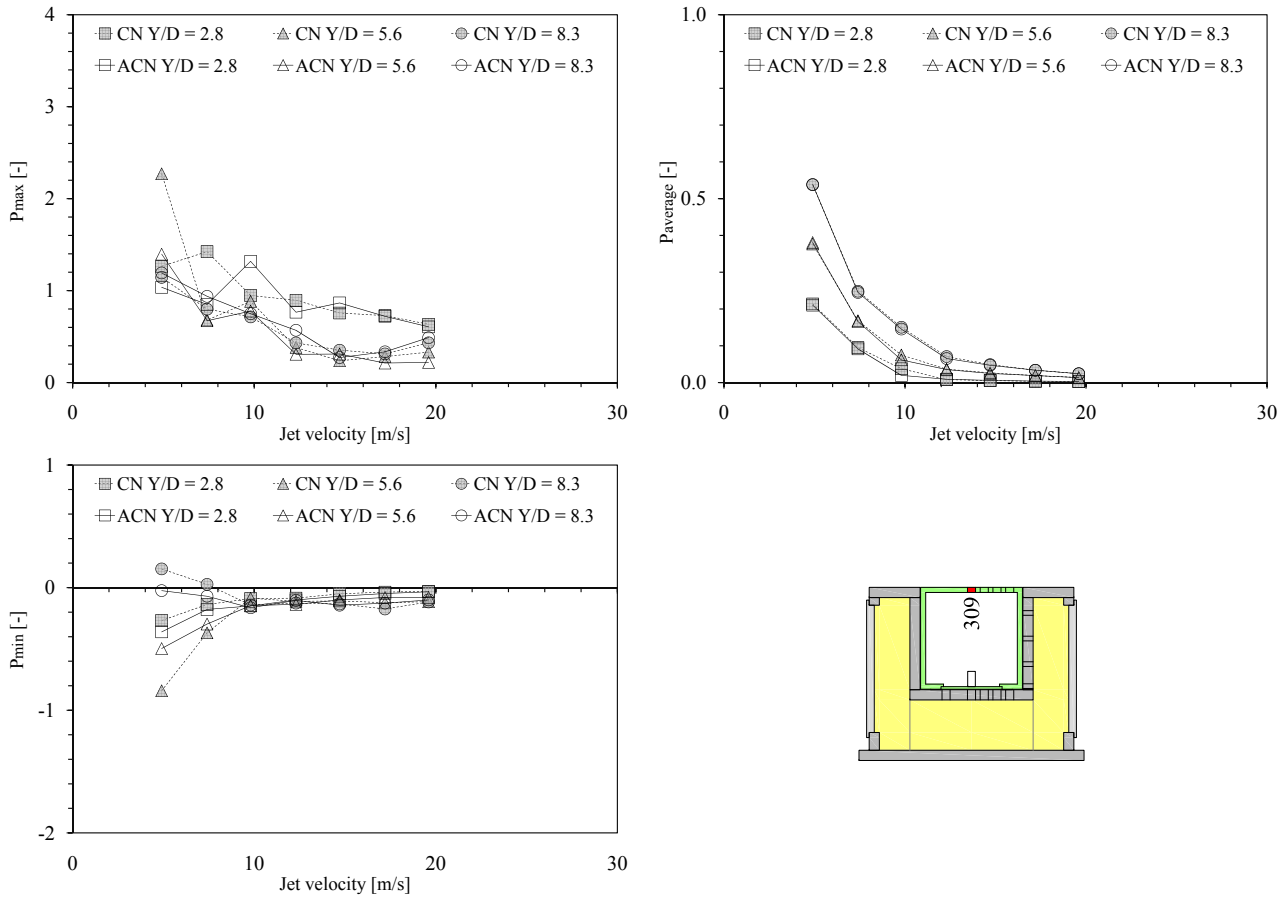 4
3
2
1
0
Pmax [-]
CN Y/D = 2.8 CN Y/D = 5.6 CN Y/D = 8.3
ACN Y/D = 2.8 ACN Y/D = 5.6 ACN Y/D = 8.3
0 10 20 30
Jet velocity [m/s]
1.0
0.5
0.0
Paverage [-]
CN Y/D = 2.8 CN Y/D = 5.6 CN Y/D = 8.3
ACN Y/D = 2.8 ACN Y/D = 5.6 ACN Y/D = 8.3
0 10 20 30
Jet velocity [m/s]
1
0
-1
-2
Pmin [-]
CN Y/D = 2.8 CN Y/D = 5.6 CN Y/D = 8.3
ACN Y/D = 2.8 ACN Y/D = 5.6 ACN Y/D = 8.3
0 10 20 30
Jet velocity [m/s]
309